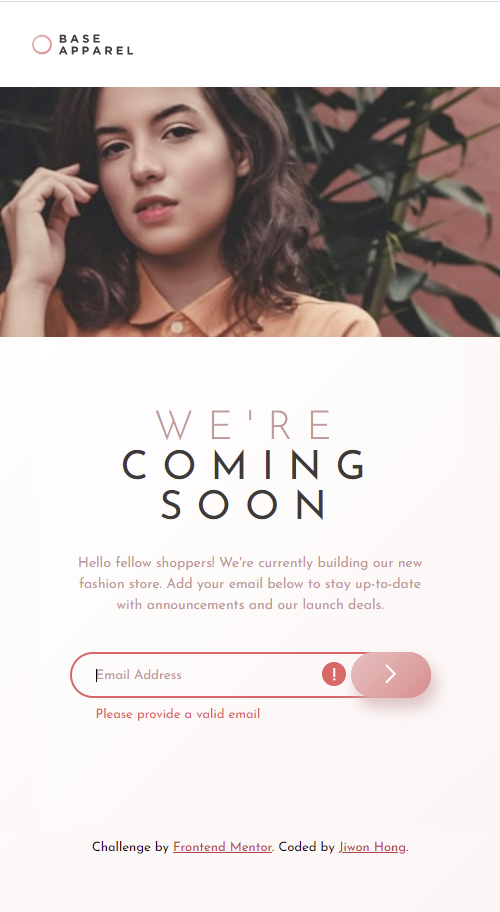 BASE
APPAREL
WE'RE
COMING
SOON
Hello fellow shoppers! We're currently building our new
fashion store. Add your email below to stay up-to-date
with announcements and our launch deals.
Email Address
!
Please provide a valid email
Challenge by Frontend Mentor. Coded by Jiwon Hong.